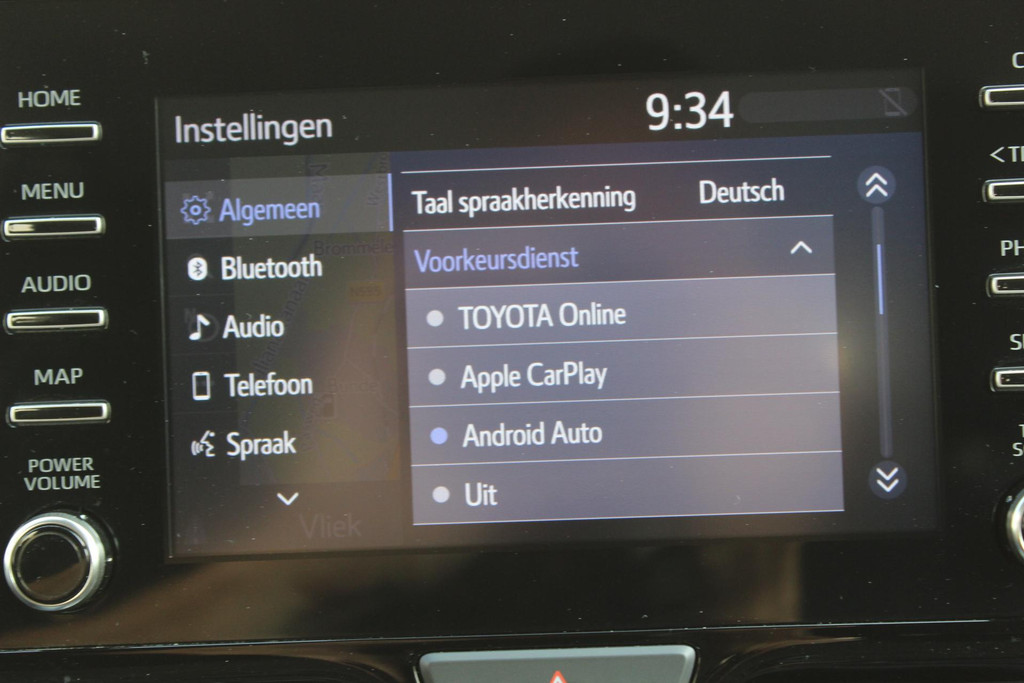 HOME
MENU
AUDIO
MAP
POWER
VOLUME
Instellingen
9:34
Algemeen
Bluetooth
Audio
Telefoon
Spraak
Vliek
Taal spraakherkenning Deutsch
Voorkeursdienst
TOYOTA Online
Apple CarPlay
Android Auto
Uit